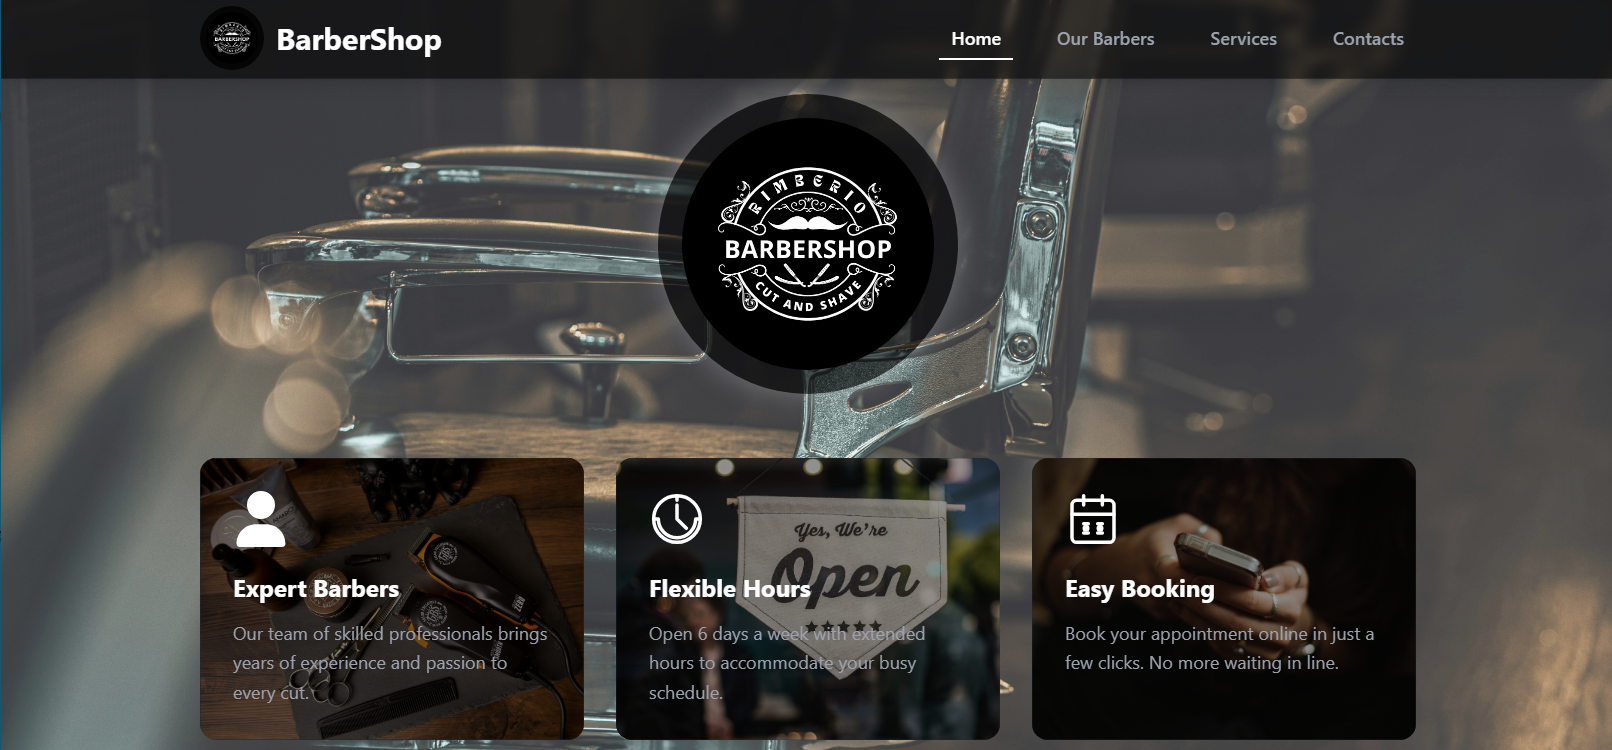 BARBERSHOP
BarberShop
Home
Our Barbers
Services
Contacts
RIMBERIO
BARBERSHOP
CUT AND SHAVE
Yes, We're
Open
Expert Barbers
Our team of skilled professionals brings
years of experience and passion to
every cut.
Flexible Hours
Open 6 days a week with extended
hours to accommodate your busy
schedule.
Easy Booking
Book your appointment online in just a
few clicks. No more waiting in line.